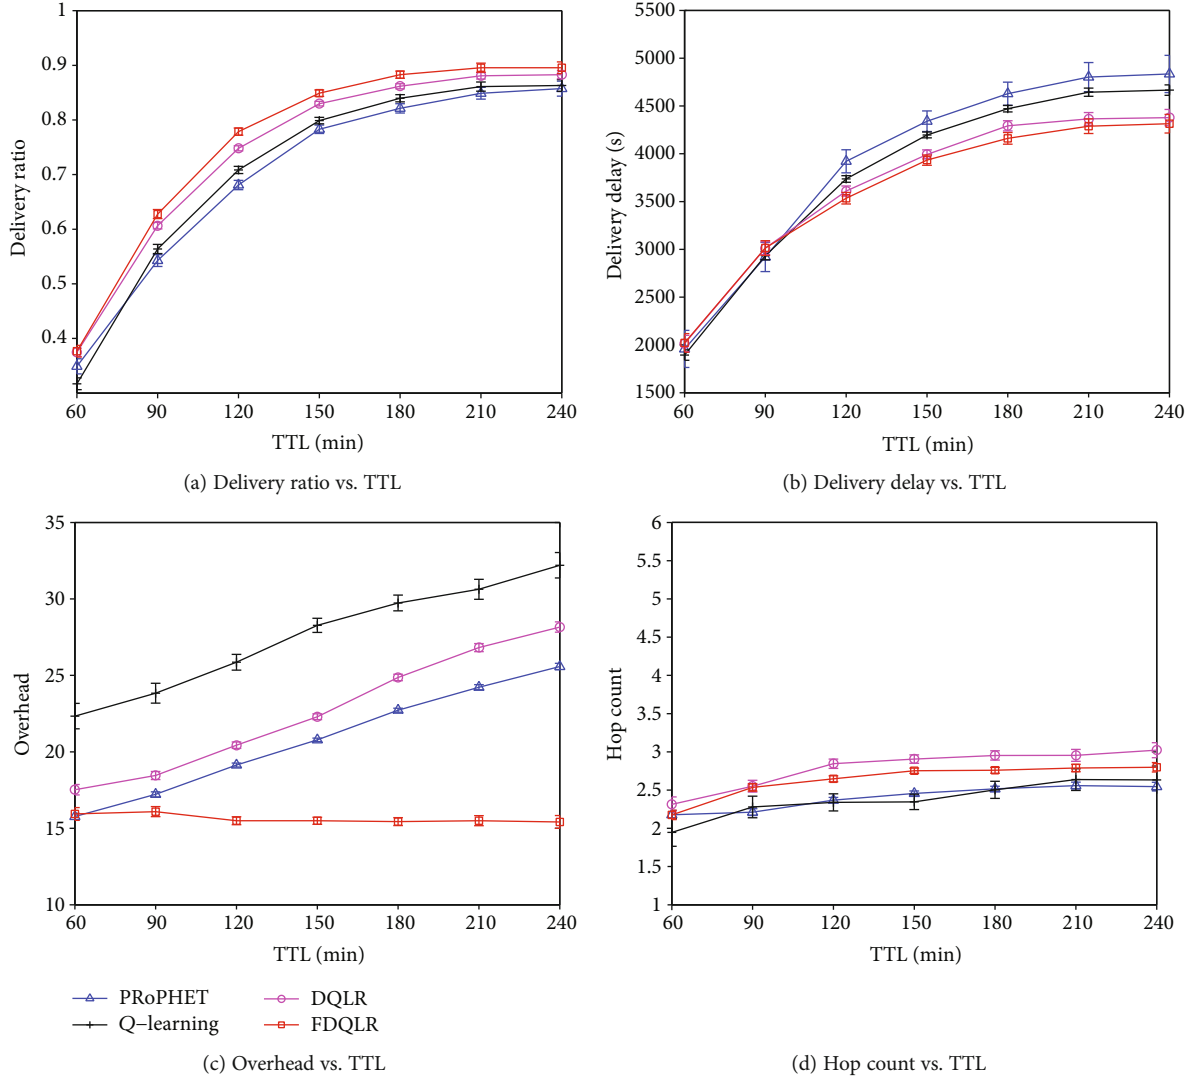 1
0.9
0.8
0.7
0.6
0.5
0.4
Delivery ratio
60 90 120 150 180 210 240
TTL (min)
(a) Delivery ratio vs. TTL
5500
5000
4500
4000
3500
3000
2500
2000
1500
Delivery delay (s)
60 90 120 150 180 210 240
TTL (min)
(b) Delivery delay vs. TTL
35
30
25
20
15
10
Overhead
60 90 120 150 180 210 240
TTL (min)
PRoPHET
Q−learning
DQLR
FDQLR
(c) Overhead vs. TTL
6
5.5
5
4.5
4
3.5
3
2.5
2
1.5
1
Hop count
60 90 120 150 180 210 240
TTL (min)
(d) Hop count vs. TTL